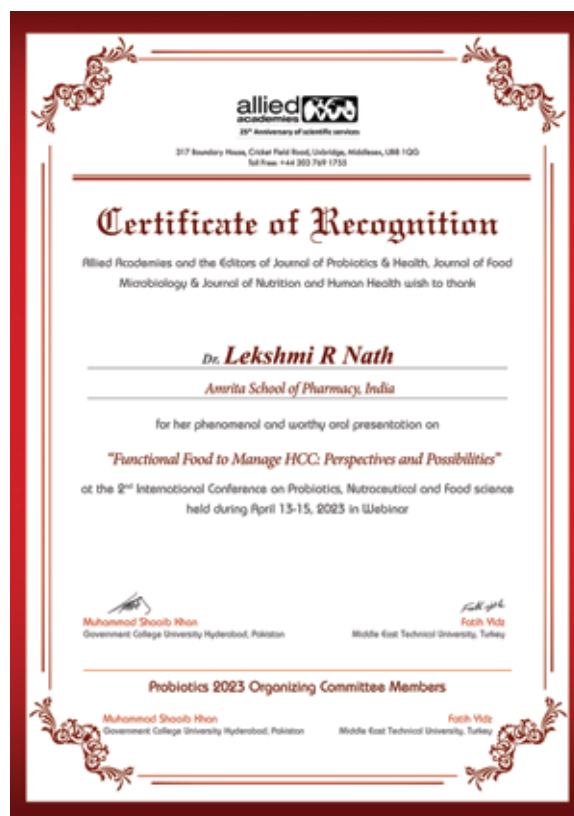 allied
academies
25th Anniversary of scientific services
317 Boundary House, Cricket Field Road, Uxbridge, Middlesex, UB8 1QG
Toll Free: +44 203 769 1755
Certificate of Recognition
Allied Academies and the Editors of Journal of Probiotics & Health, Journal of Food
Microbiology & Journal of Nutrition and Human Health wish to thank
Dr. Lekshmi R Nath
Amrita School of Pharmacy, India
for her phenomenal and worthy oral presentation on
"Functional Food to Manage HCC: Perspectives and Possibilities"
at the 2nd International Conference on Probiotics, Nutraceutical and Food science
held during April 13-15, 2023 in Webinar
Muhammad Shoaib Khan
Government College University Hyderabad, Pakistan
Fatih Yldz
Middle East Technical University, Turkey
Probiotics 2023 Organizing Committee Members
Muhammad Shoaib Khan
Government College University Hyderabad, Pakistan
Fatih Yldz
Middle East Technical University, Turkey